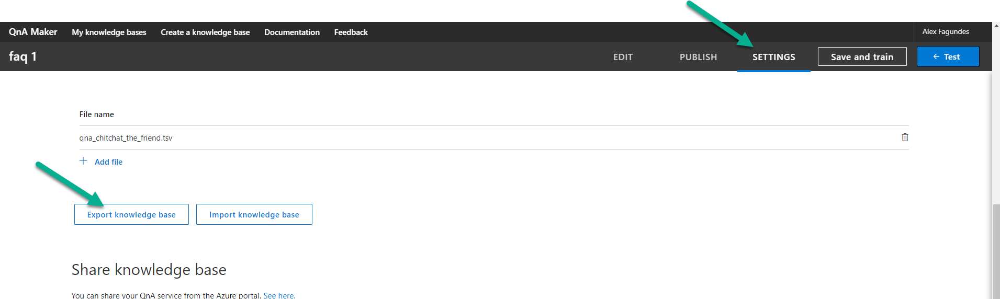 QnA Maker My knowledge bases Create a knowledge base Documentation Feedback Alex Fagundes
faq 1 EDIT PUBLISH SETTINGS Save and train ← Test
File name
qna_chitchat_the_friend.tsv
+ Add file
Export knowledge base Import knowledge base
Share knowledge base
You can share your QnA service from the Azure portal. See here.